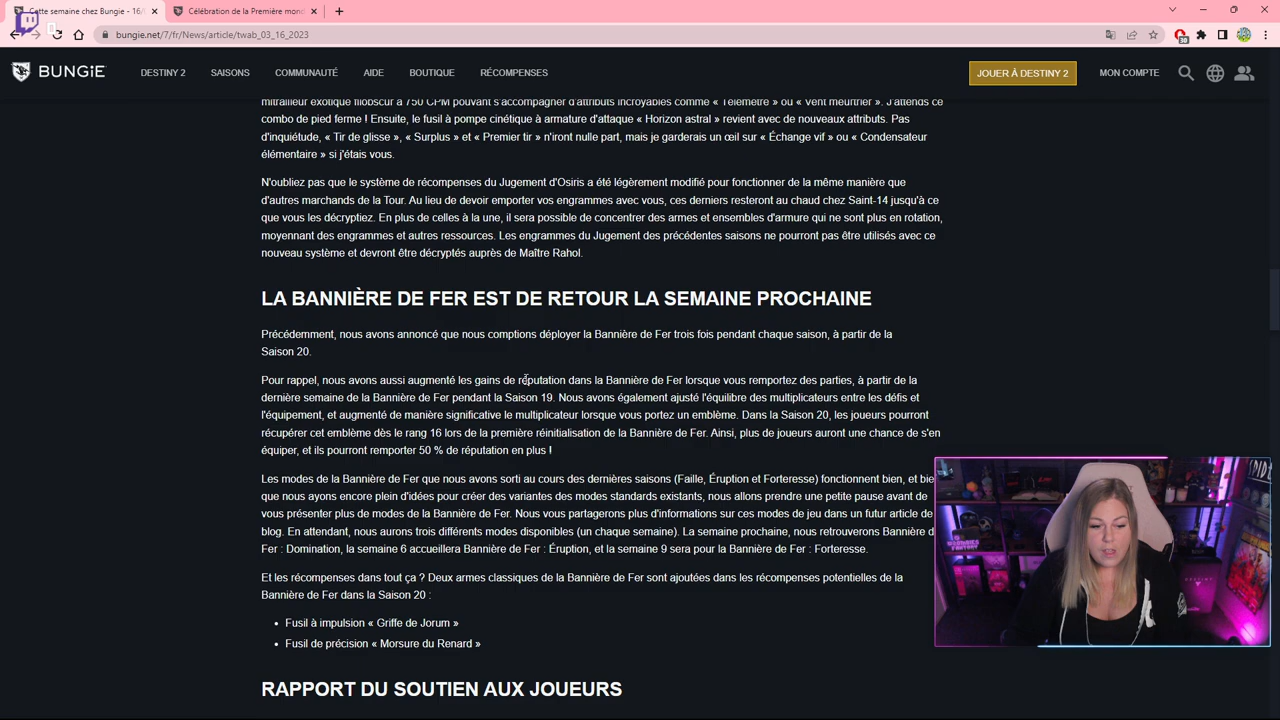 Cette semaine chez Bungie - 16/
Célébration de la Première mond
bungie.net/7/fr/News/article/twab_03_16_2023
BUNGiE
DESTINY 2
SAISONS
COMMUNAUTÉ
AIDE
BOUTIQUE
RÉCOMPENSES
JOUER À DESTINY 2
MON COMPTE
mitrailleur exotique filobscur à 750 CPM pouvant s'accompagner d'attributs incroyables comme « Télémètre » ou « Vent meurtrier ». J'attends ce
combo de pied ferme ! Ensuite, le fusil à pompe cinétique à armature d'attaque « Horizon astral » revient avec de nouveaux attributs. Pas
d'inquiétude, « Tir de glisse », « Surplus » et « Premier tir » n'iront nulle part, mais je garderais un œil sur « Échange vif » ou « Condensateur
élémentaire » si j'étais vous.
N'oubliez pas que le système de récompenses du Jugement d'Osiris a été légèrement modifié pour fonctionner de la même manière que
d'autres marchands de la Tour. Au lieu de devoir emporter vos engrammes avec vous, ces derniers resteront au chaud chez Saint-14 jusqu'à ce
que vous les décryptiez. En plus de celles à la une, il sera possible de concentrer des armes et ensembles d'armure qui ne sont plus en rotation,
moyennant des engrammes et autres ressources. Les engrammes du Jugement des précédentes saisons ne pourront pas être utilisés avec ce
nouveau système et devront être décryptés auprès de Maître Rahol.
LA BANNIÈRE DE FER EST DE RETOUR LA SEMAINE PROCHAINE
Précédemment, nous avons annoncé que nous comptions déployer la Bannière de Fer trois fois pendant chaque saison, à partir de la
Saison 20.
Pour rappel, nous avons aussi augmenté les gains de réputation dans la Bannière de Fer lorsque vous remportez des parties, à partir de la
dernière semaine de la Bannière de Fer pendant la Saison 19. Nous avons également ajusté l'équilibre des multiplicateurs entre les défis et
l'équipement, et augmenté de manière significative le multiplicateur lorsque vous portez un emblème. Dans la Saison 20, les joueurs pourront
récupérer cet emblème dès le rang 16 lors de la première réinitialisation de la Bannière de Fer. Ainsi, plus de joueurs auront une chance de s'en
équiper, et ils pourront remporter 50 % de réputation en plus !
Les modes de la Bannière de Fer que nous avons sorti au cours des dernières saisons (Faille, Éruption et Forteresse) fonctionnent bien, et bie
que nous ayons encore plein d'idées pour créer des variantes des modes standards existants, nous allons prendre une petite pause avant de
vous présenter plus de modes de la Bannière de Fer. Nous vous partagerons plus d'informations sur ces modes de jeu dans un futur article de
blog. En attendant, nous aurons trois différents modes disponibles (un chaque semaine). La semaine prochaine, nous retrouverons Bannière d
Fer : Domination, la semaine 6 accueillera Bannière de Fer : Éruption, et la semaine 9 sera pour la Bannière de Fer : Forteresse.
Et les récompenses dans tout ça ? Deux armes classiques de la Bannière de Fer sont ajoutées dans les récompenses potentielles de la
Bannière de Fer dans la Saison 20 :
• Fusil à impulsion « Griffe de Jorum »
• Fusil de précision « Morsure du Renard »
RAPPORT DU SOUTIEN AUX JOUEURS